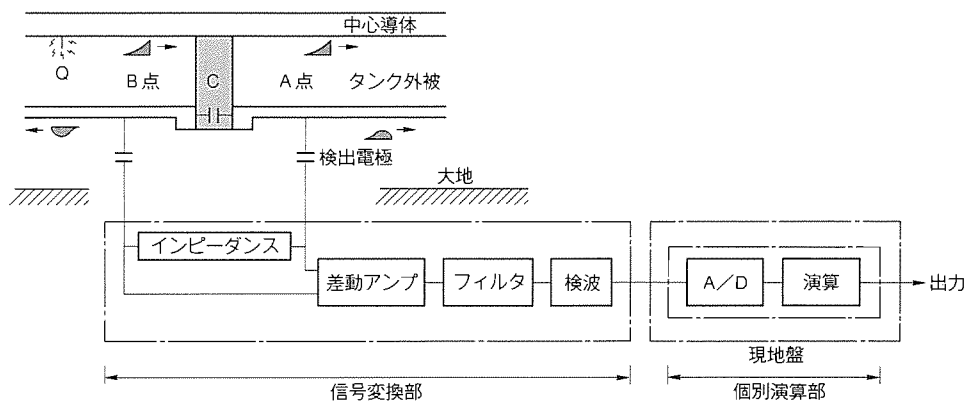 中心導体
Q
B点
C
A点
タンク外被
検出電極
大地
インピーダンス
差動アンプ
フィルタ
検波
A／D
演算
出力
現地盤
信号変換部
個別演算部